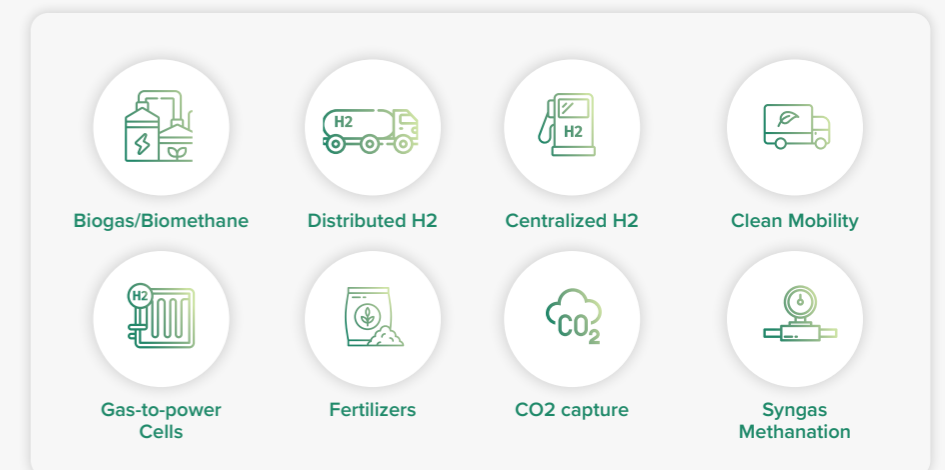 H2
H2
Biogas/Biomethane
Distributed H2
Centralized H2
Clean Mobility
H2
CO2
Gas-to-power
Cells
Fertilizers
CO2 capture
Syngas
Methanation